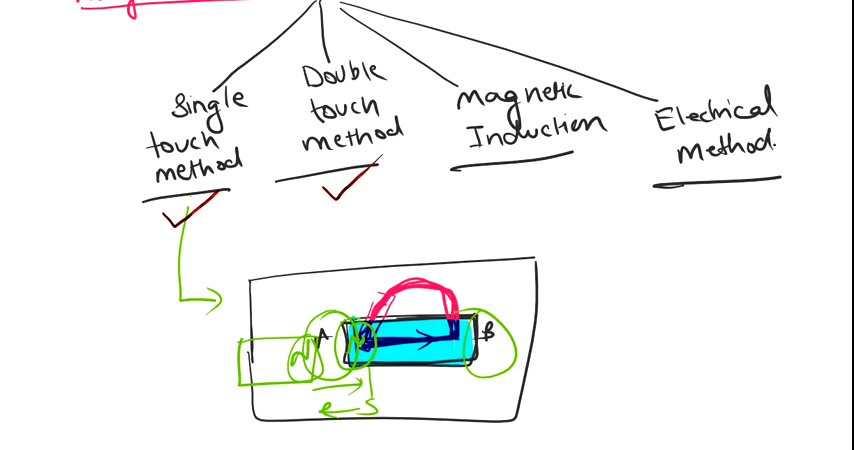 Single
touch
method
Double
touch
method
Magnetic
Induction
Electrical
Method.
A
B
N
N
S